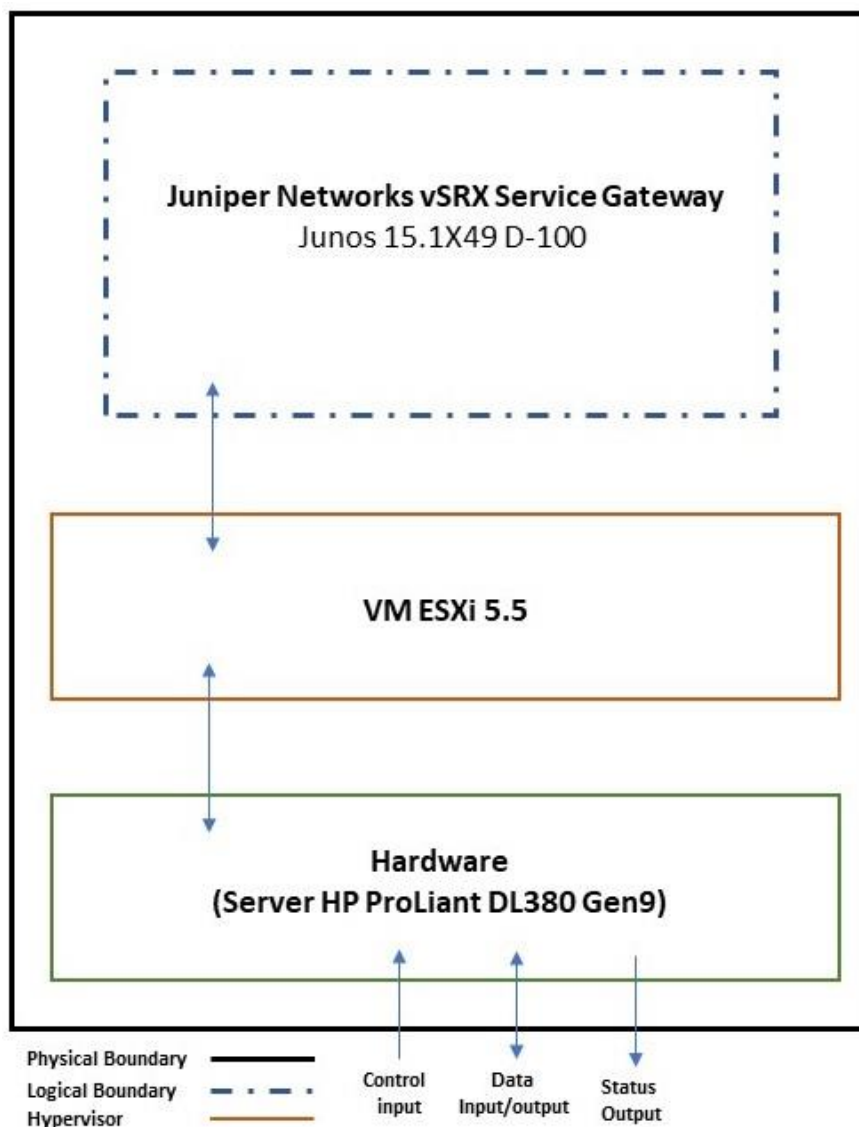 Juniper Networks vSRX Service Gateway
Junos 15.1X49 D-100
VM ESXi 5.5
Hardware
(Server HP ProLiant DL380 Gen9)
Physical Boundary
Logical Boundary
Hypervisor
Control
input
Data
Input/output
Status
Output